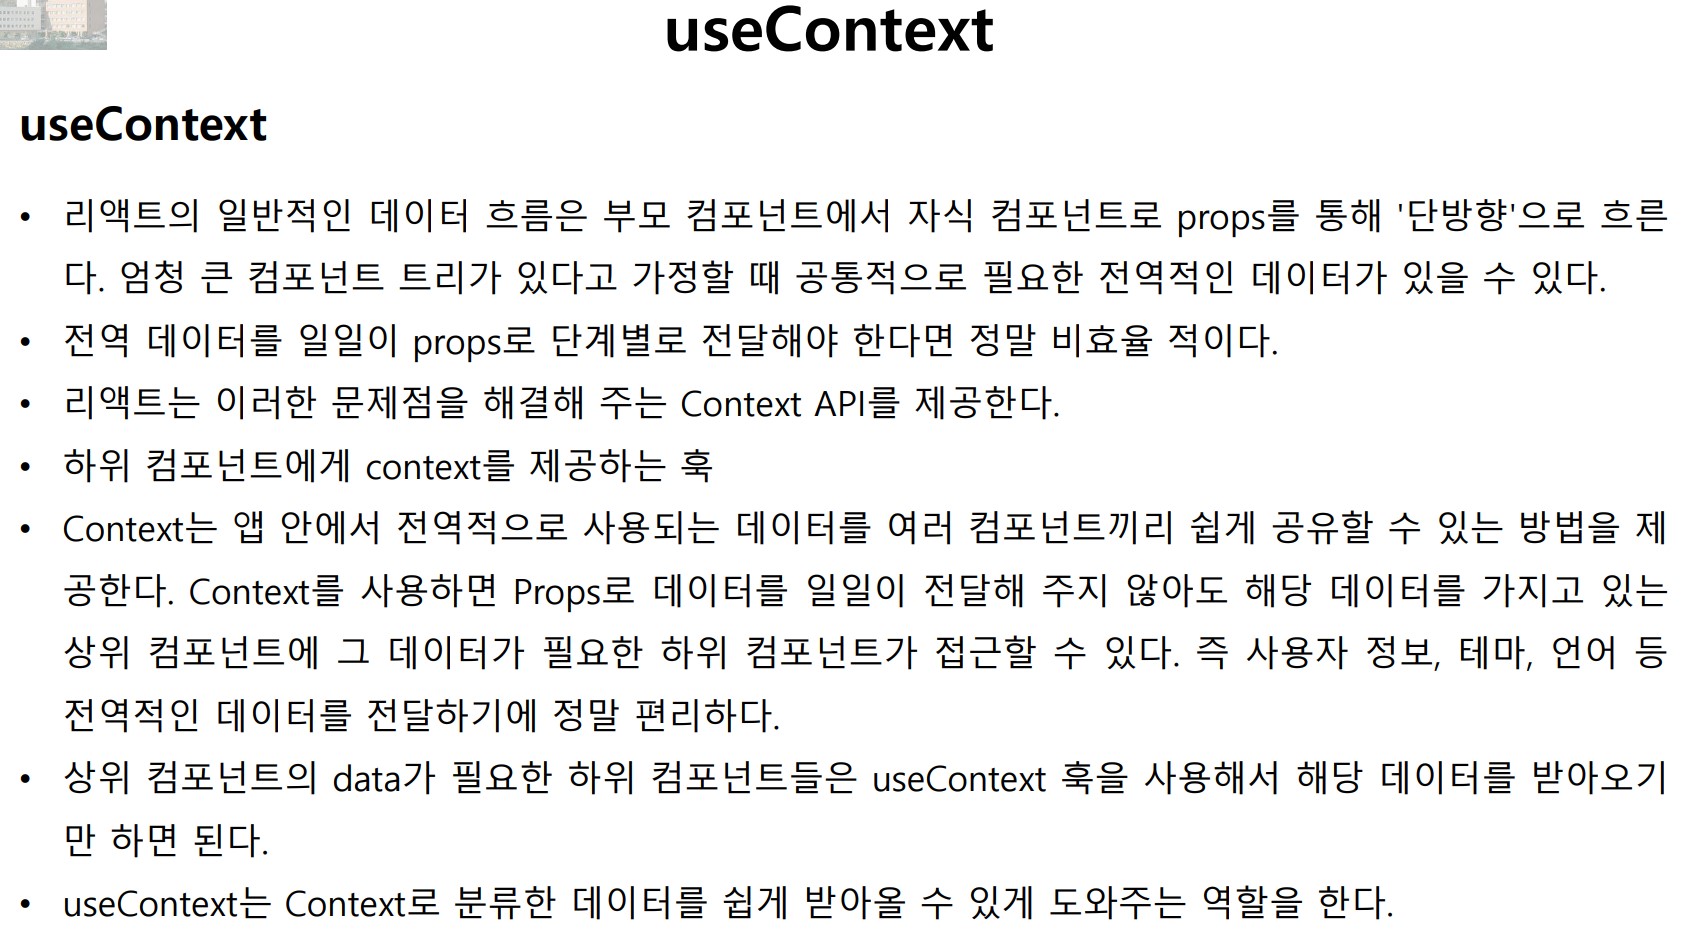 useContext
useContext
• 리액트의 일반적인 데이터 흐름은 부모 컴포넌트에서 자식 컴포넌트로 props를 통해 '단방향'으로 흐른
다. 엄청 큰 컴포넌트 트리가 있다고 가정할 때 공통적으로 필요한 전역적인 데이터가 있을 수 있다.
• 전역 데이터를 일일이 props로 단계별로 전달해야 한다면 정말 비효율 적이다.
• 리액트는 이러한 문제점을 해결해 주는 Context API를 제공한다.
• 하위 컴포넌트에게 context를 제공하는 훅
• Context는 앱 안에서 전역적으로 사용되는 데이터를 여러 컴포넌트끼리 쉽게 공유할 수 있는 방법을 제
공한다. Context를 사용하면 Props로 데이터를 일일이 전달해 주지 않아도 해당 데이터를 가지고 있는
상위 컴포넌트에 그 데이터가 필요한 하위 컴포넌트가 접근할 수 있다. 즉 사용자 정보, 테마, 언어 등
전역적인 데이터를 전달하기에 정말 편리하다.
• 상위 컴포넌트의 data가 필요한 하위 컴포넌트들은 useContext 훅을 사용해서 해당 데이터를 받아오기
만 하면 된다.
• useContext는 Context로 분류한 데이터를 쉽게 받아올 수 있게 도와주는 역할을 한다.